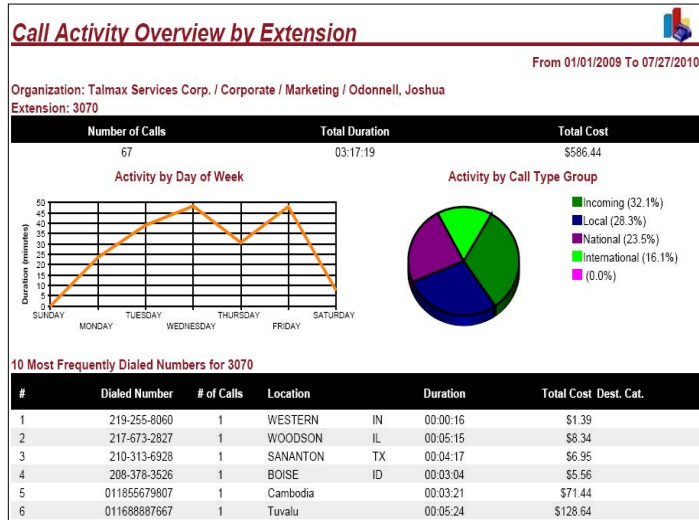 Call Activity Overview by Extension
From 01/01/2009 To 07/27/2010
Organization: Talmax Services Corp. / Corporate / Marketing / Odonnell, Joshua
Extension: 3070
Number of Calls Total Duration Total Cost
67 03:17:19 $586.44
Activity by Day of Week
Duration (minutes)
50
45
40
35
30
25
20
15
10
5
0
SUNDAY MONDAY TUESDAY WEDNESDAY THURSDAY FRIDAY SATURDAY
Activity by Call Type Group
Incoming (32.1%)
Local (28.3%)
National (23.5%)
International (16.1%)
(0.0%)
10 Most Frequently Dialed Numbers for 3070
# Dialed Number # of Calls Location Duration Total Cost Dest. Cat.
1 219-255-8060 1 WESTERN IN 00:00:16 $1.39
2 217-673-2827 1 WOODSON IL 00:05:15 $8.34
3 210-313-6928 1 SANANTON TX 00:04:17 $6.95
4 208-378-3526 1 BOISE ID 00:03:04 $5.56
5 011855679807 1 Cambodia 00:03:21 $71.44
6 011688887667 1 Tuvalu 00:05:24 $128.64